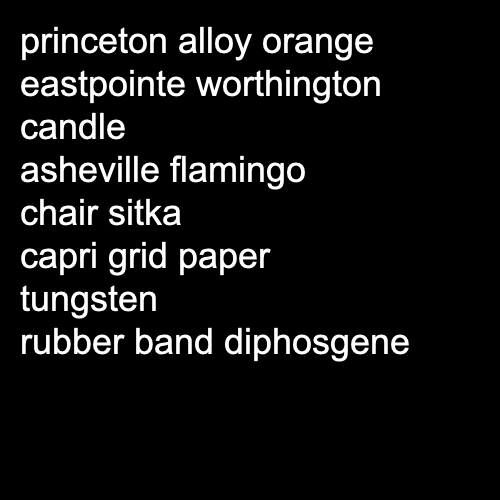 princeton alloy orange
eastpointe worthington
candle
asheville flamingo
chair sitka
capri grid paper
tungsten
rubber band diphosgene